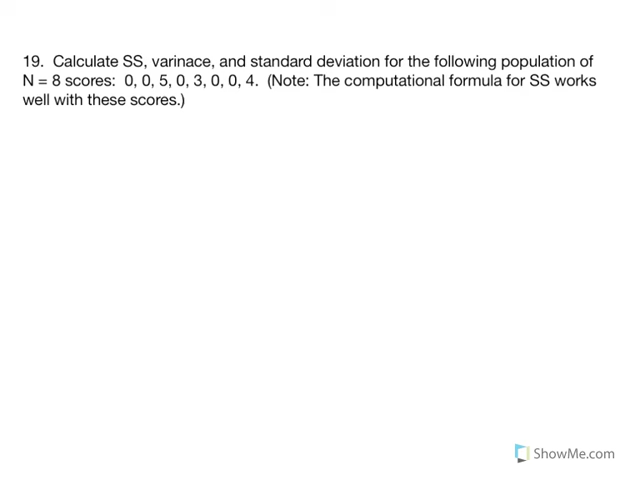 19.  Calculate SS, varinace, and standard deviation for the following population of
N = 8 scores:  0, 0, 5, 0, 3, 0, 0, 4.  (Note: The computational formula for SS works
well with these scores.)
ShowMe.com